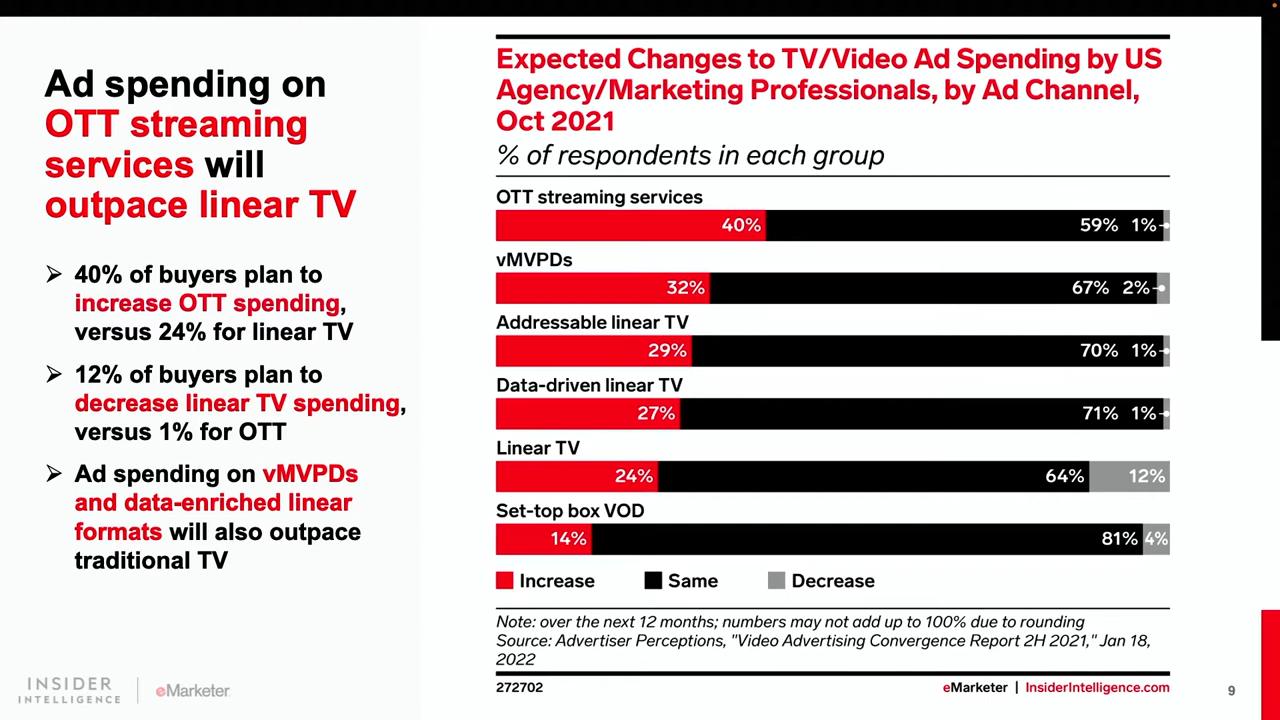 Ad spending on
OTT streaming
services will
outpace linear TV
➢ 40% of buyers plan to
increase OTT spending,
versus 24% for linear TV
➢ 12% of buyers plan to
decrease linear TV spending,
versus 1% for OTT
➢ Ad spending on vMVPDs
and data-enriched linear
formats will also outpace
traditional TV
INSIDER
INTELLIGENCE
eMarketer
Expected Changes to TV/Video Ad Spending by US
Agency/Marketing Professionals, by Ad Channel,
Oct 2021
% of respondents in each group
OTT streaming services
40% 59% 1%
vMVPDs
32% 67% 2%
Addressable linear TV
29% 70% 1%
Data-driven linear TV
27% 71% 1%
Linear TV
24% 64% 12%
Set-top box VOD
14% 81% 4%
Increase Same Decrease
Note: over the next 12 months; numbers may not add up to 100% due to rounding
Source: Advertiser Perceptions, "Video Advertising Convergence Report 2H 2021," Jan 18,
2022
272702 eMarketer | InsiderIntelligence.com
9